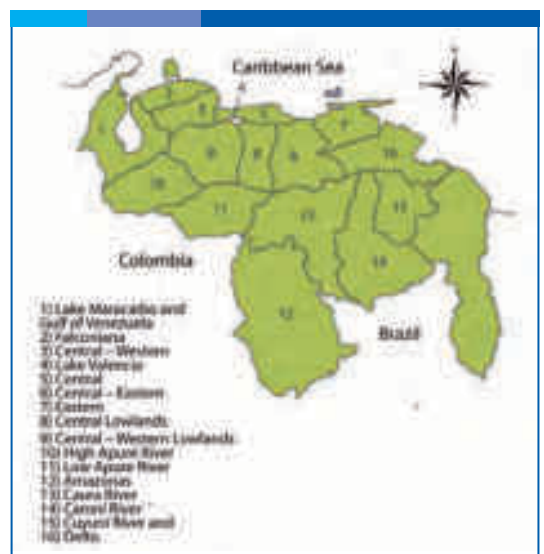 Caribbean Sea
Colombia
Brazil
1) Lake Maracaibo and
Gulf of Venezuela
2) Falconiana
3) Central – Western
4) Lake Valencia
5) Central
6) Central – Eastern
7) Eastern
8) Central Lowlands
9) Central – Western Lowlands
10) High Apure River
11) Low Apure River
12) Amazonas
13) Caura River
14) Caroni River
15) Cuyuni River and
16) Delta